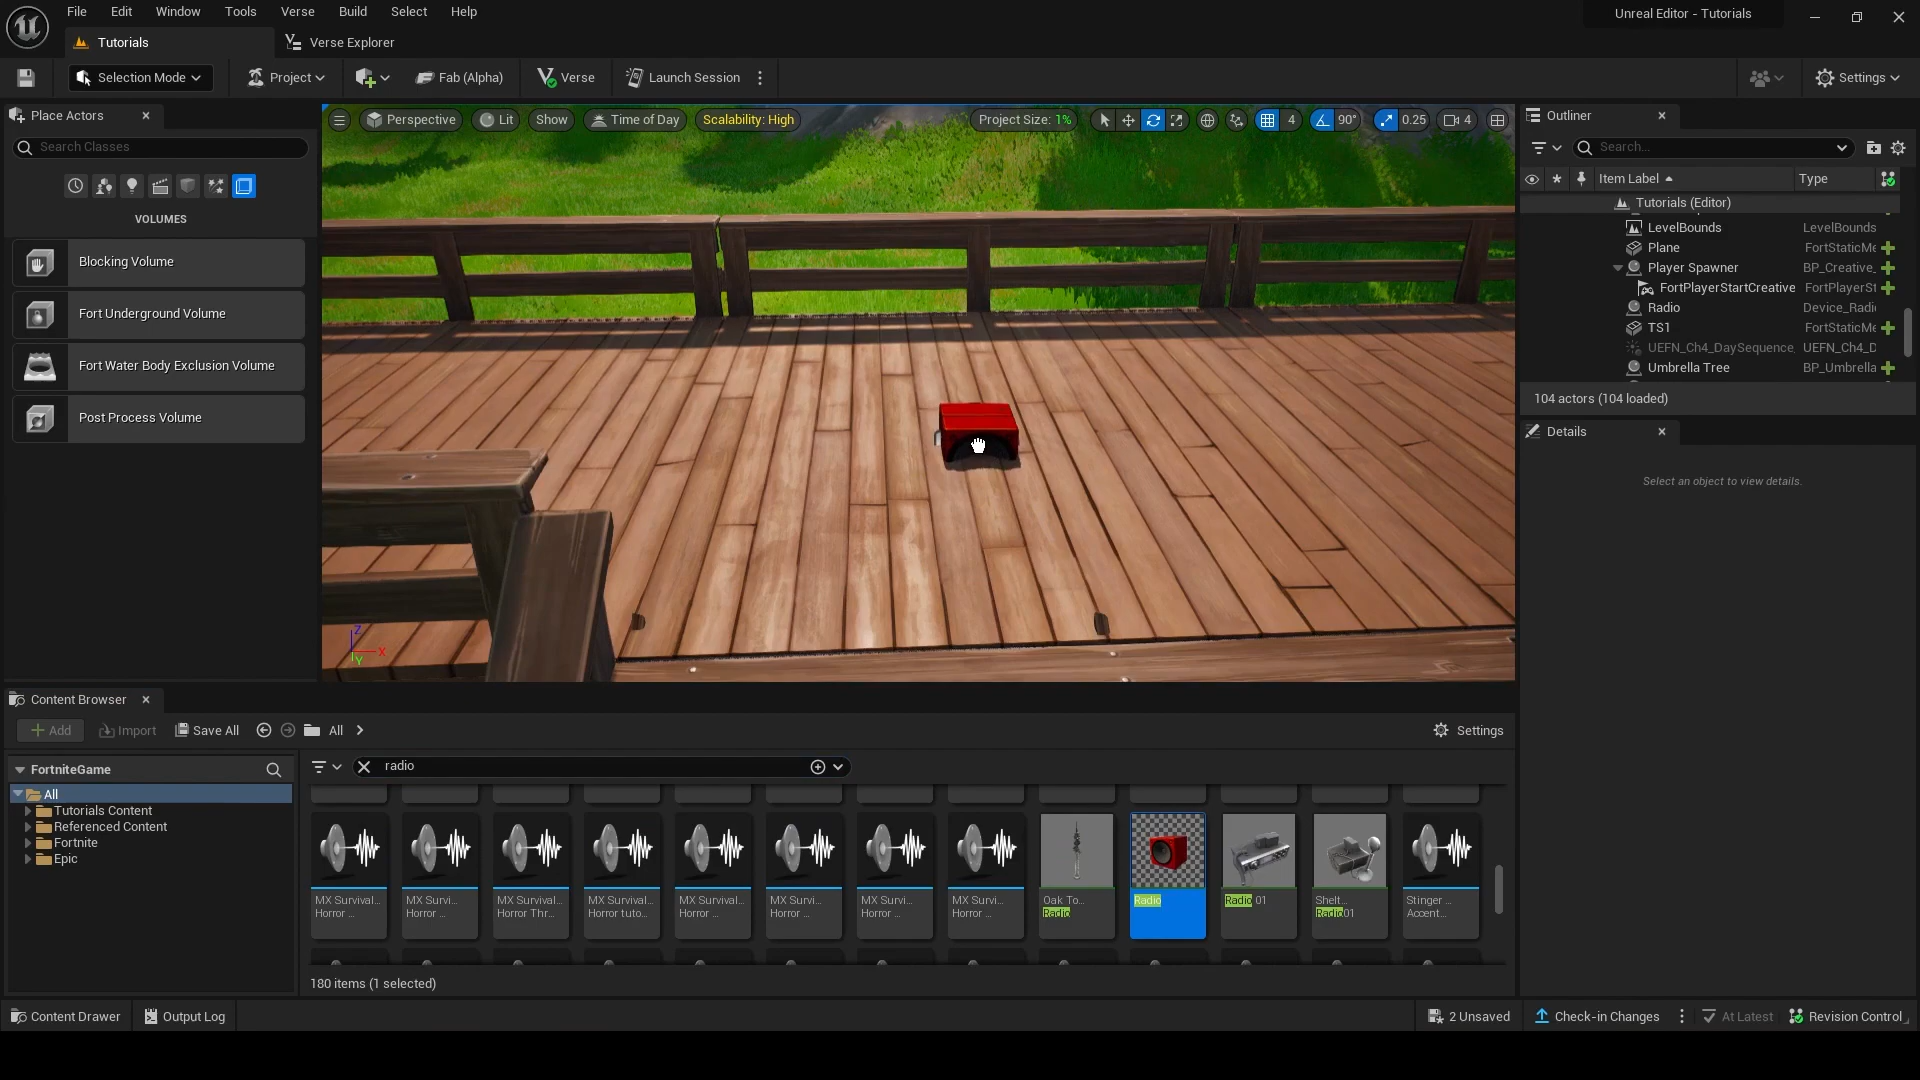 File Edit Window Tools Verse Build Select Help
Unreal Editor - Tutorials
Tutorials
Verse Explorer
Selection Mode
Project
Fab (Alpha)
Verse
Launch Session
Settings
Place Actors
Search Classes
VOLUMES
Blocking Volume
Fort Underground Volume
Fort Water Body Exclusion Volume
Post Process Volume
Perspective
Lit
Show
Time of Day
Scalability: High
Project Size: 1%
4
90°
0.25
4
Z
X
Y
Outliner
Search...
Item Label
Type
Tutorials (Editor)
LevelBounds LevelBounds
Plane FortStaticMe
Player Spawner BP_Creative_
FortPlayerStartCreative FortPlayerSt
Radio Device_Radi
TS1 FortStaticMe
UEFN_Ch4_DaySequence_ UEFN_Ch4_D
Umbrella Tree BP_Umbrella
104 actors (104 loaded)
Details
Select an object to view details.
Content Browser
Add
Import
Save All
All
Settings
FortniteGame
All
Tutorials Content
Referenced Content
Fortnite
Epic
radio
MX Survival...
Horror ...
MX Survi...
Horror ...
MX Survival...
Horror Thr...
MX Survival...
Horror tuto...
MX Survival...
Horror ...
MX Survi...
Horror ...
MX Survival...
Horror ...
MX Survi...
Horror ...
Oak To...
Radio
Radio
Radio 01
Shelt...
Radio01
Stinger ...
Accent...
180 items (1 selected)
Content Drawer
Output Log
2 Unsaved
Check-in Changes
At Latest
Revision Control